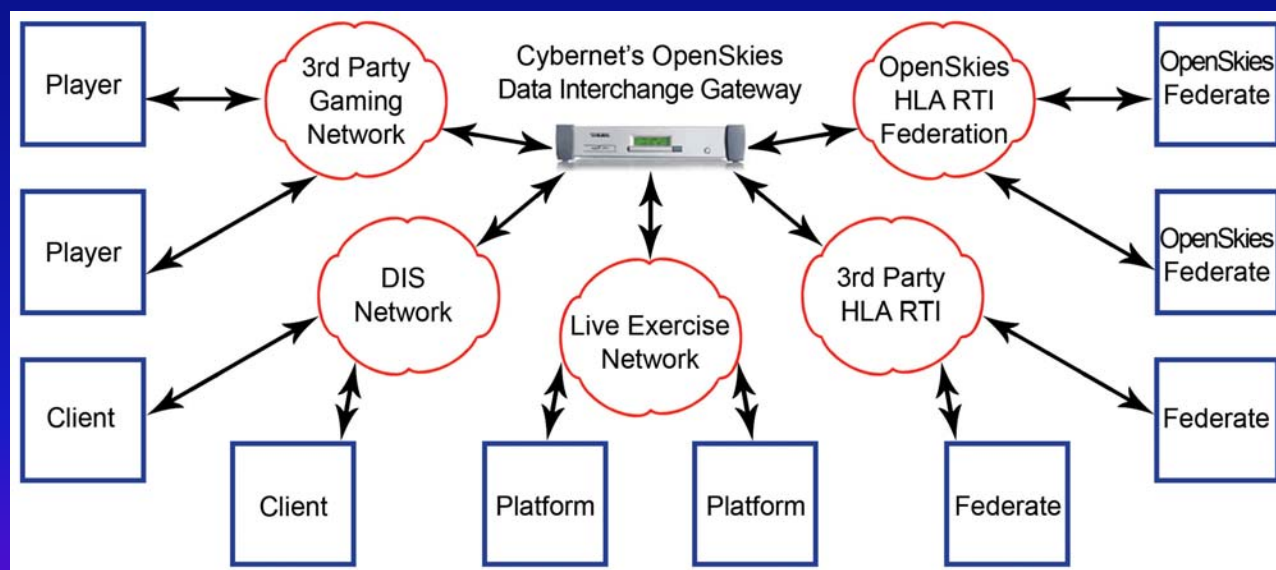 Player
3rd Party
Gaming
Network
Cybernet's OpenSkies
Data Interchange Gateway
OpenSkies
HLA RTI
Federation
OpenSkies
Federate
Player
DIS
Network
Live Exercise
Network
3rd Party
HLA RTI
OpenSkies
Federate
Client
Client
Platform
Platform
Federate
Federate